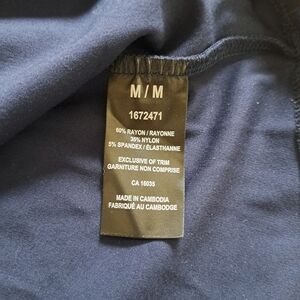 M / M
1672471
60% RAYON / RAYONNE
35% NYLON
5% SPANDEX / ÉLASTHANNE
EXCLUSIVE OF TRIM
GARNITURE NON COMPRISE
CA 16035
MADE IN CAMBODIA
FABRIQUÉ AU CAMBODGE